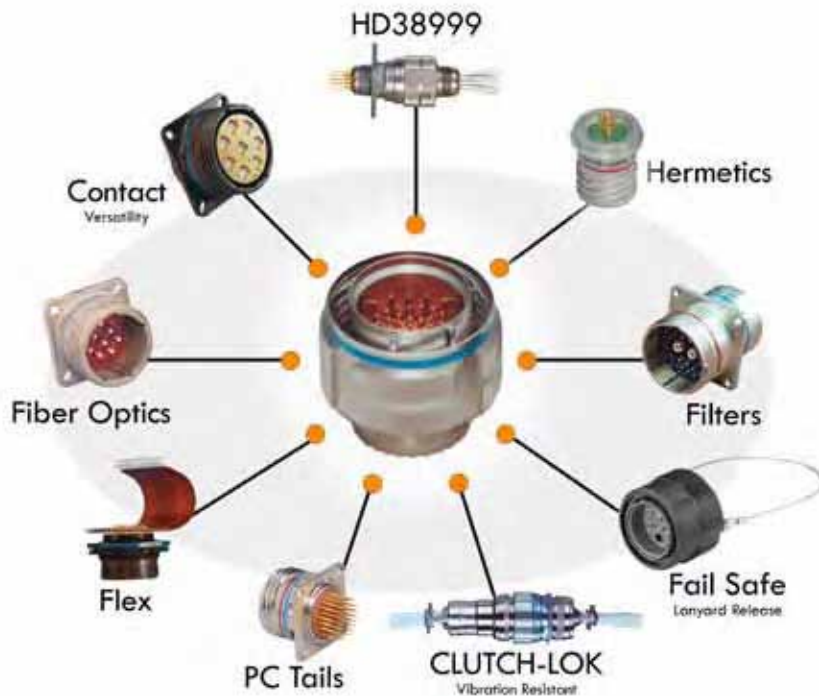 HD38999
Contact
Versatility
Hermetics
Fiber Optics
Filters
Flex
Fail Safe
Lanyard Release
PC Tails
CLUTCH-LOK
Vibration Resistant